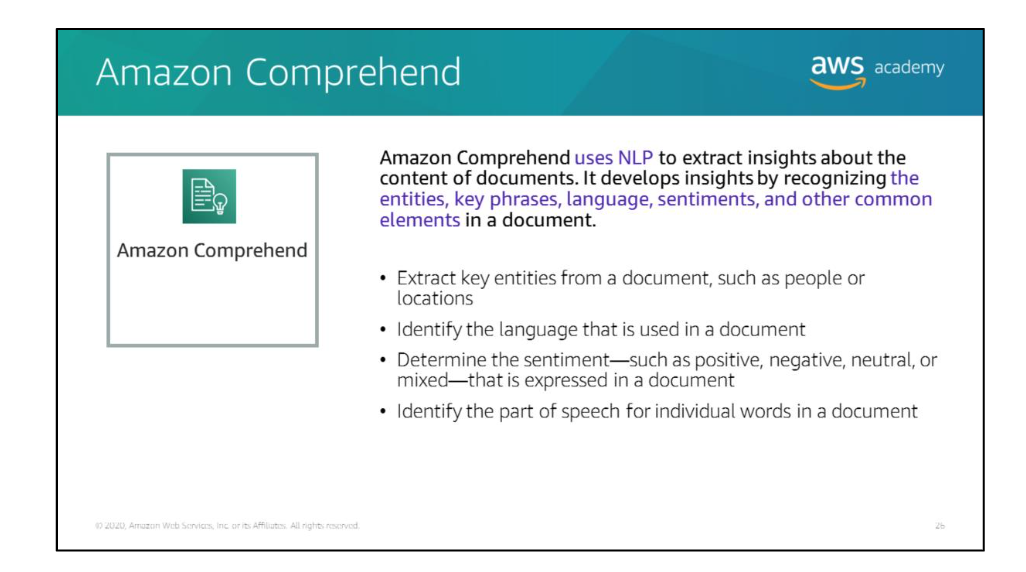 Amazon Comprehend
aws academy
Amazon Comprehend
Amazon Comprehend uses NLP to extract insights about the
content of documents. It develops insights by recognizing the
entities, key phrases, language, sentiments, and other common
elements in a document.
• Extract key entities from a document, such as people or
locations
• Identify the language that is used in a document
• Determine the sentiment—such as positive, negative, neutral, or
mixed—that is expressed in a document
• Identify the part of speech for individual words in a document
© 2020, Amazon Web Services, Inc. or its Affiliates. All rights reserved.
26